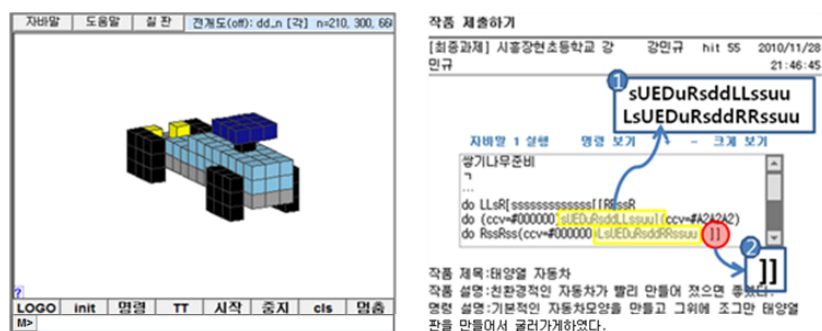 자바말 도움말 칠판 전개도(off): dd_n [각] n=210, 300, 66
?
LOGO init 명령 TT 시작 중지 cls 멈춤
M>
작품 제출하기
[최종과제] 시흥장현초등학교 강민규 강민규 hit 55 2010/11/28 21:46:45
1
sUEDuRsddLLssuu
LsUEDuRsddRRssuu
자바말 1 실행 명령 보기 + - 크게 보기
쌓기나무준비
ㄱ
...
do LLsR[sssssssssssss[[RRssR
do (ccv=#000000)sUEDuRsddLLssuu](ccv=#A2A2A2)
do RssRss(ccv=#000000)LsUEDuRsddRRssuu ]]
2
]]
작품 제목:태양열 자동차
작품 설명:친환경적인 자동차가 빨리 만들어 졌으면 좋겠다.
명령 설명:기본적인 자동차모양을 만들고 그위에 조그만 태양열
판을 만들어서 굴러가게하였다.